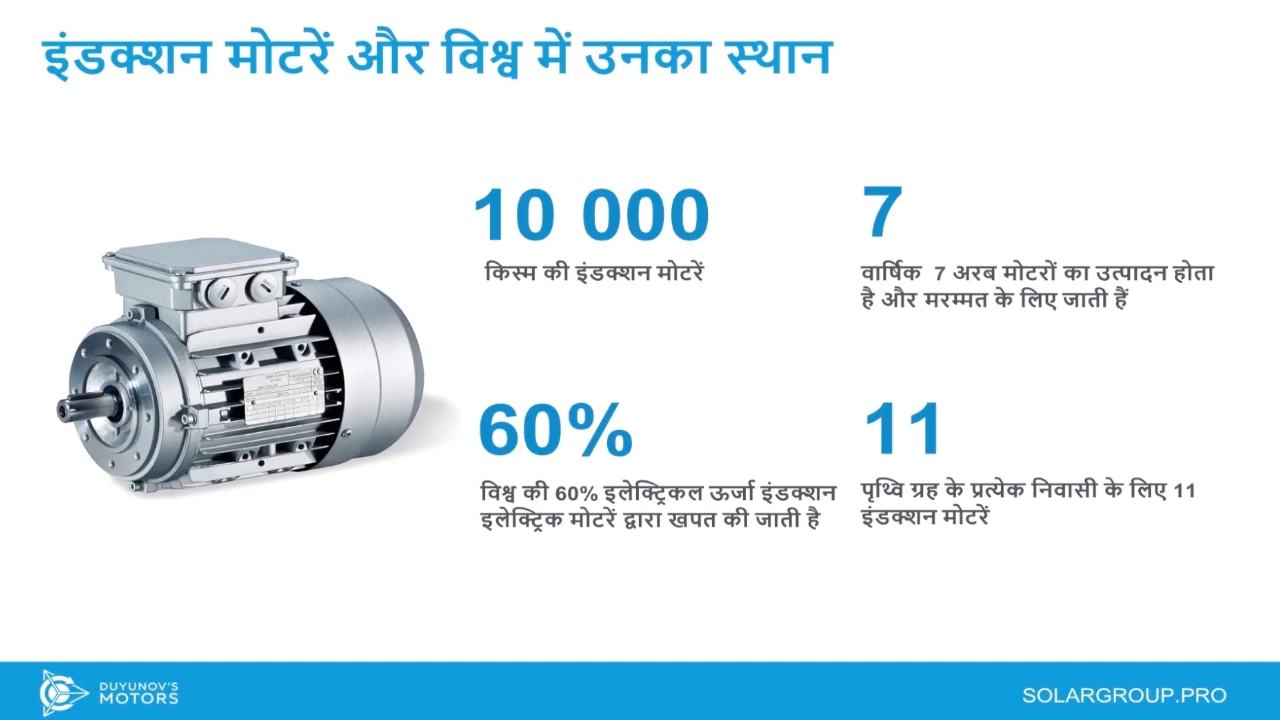 इंडक्शन मोटरें और विश्व में उनका स्थान
10 000
किस्म की इंडक्शन मोटरें
7
वार्षिक 7 अरब मोटरों का उत्पादन होता
है और मरम्मत के लिए जाती हैं
60%
विश्व की 60% इलेक्ट्रिकल ऊर्जा इंडक्शन
इलेक्ट्रिक मोटरें द्वारा खपत की जाती है
11
पृथ्वि ग्रह के प्रत्येक निवासी के लिए 11
इंडक्शन मोटरें
DUYUNOV'S
MOTORS
SOLARGROUP.PRO